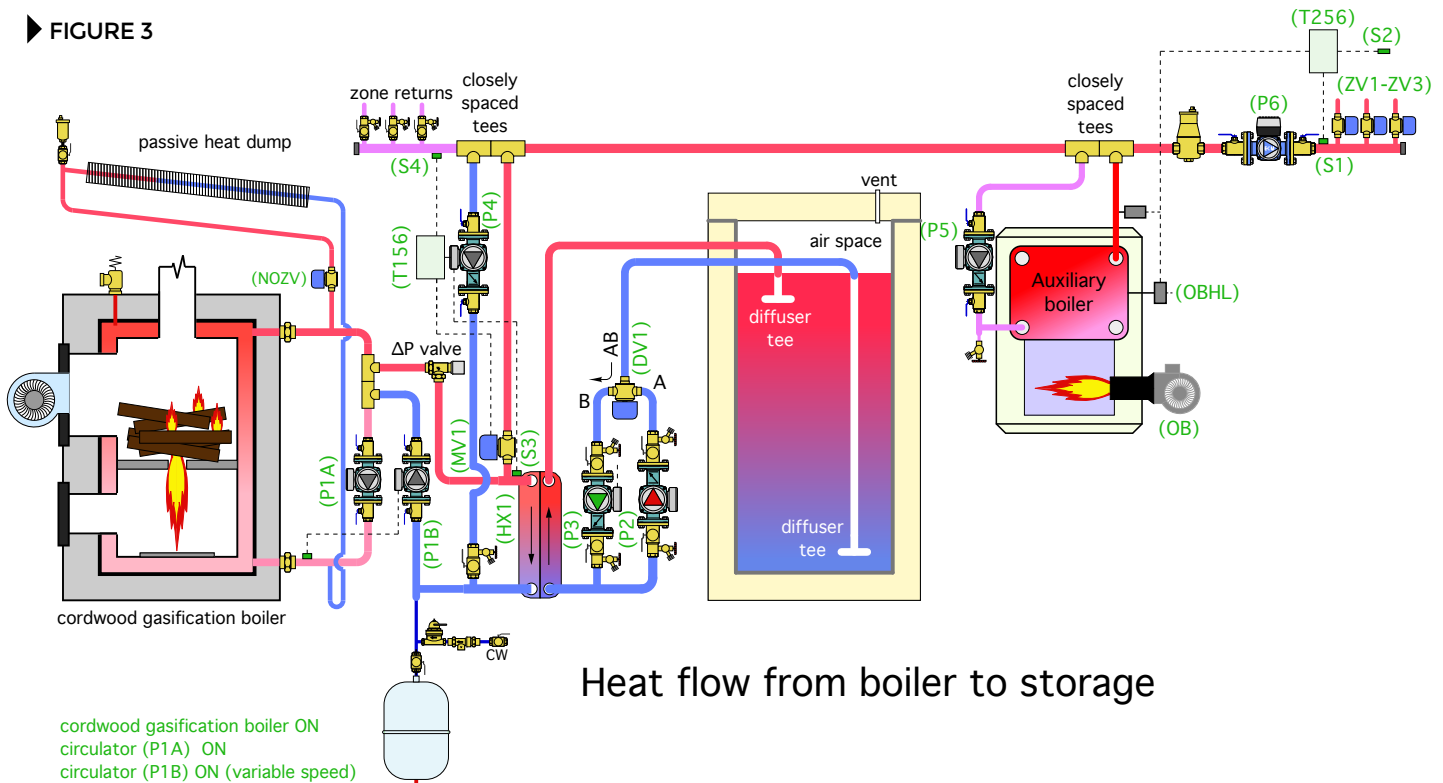 FIGURE 3
(T256)
(S2)
closely
spaced
tees
closely
spaced
tees
zone returns
(ZV1-ZV3)
(P6)
passive heat dump
(S4)
(S1)
vent
(P4)
(P5)
air space
(T156)
(NOZV)
Auxiliary
boiler
(OBHL)
diffuser
tee
ΔP valve
AB
(DV1)
B
A
(OB)
(MV1)
(S3)
(P1A)
(P1B)
(HX1)
(P3)
(P2)
diffuser
tee
cordwood gasification boiler
CW
Heat flow from boiler to storage
cordwood gasification boiler ON
circulator (P1A) ON
circulator (P1B) ON (variable speed)